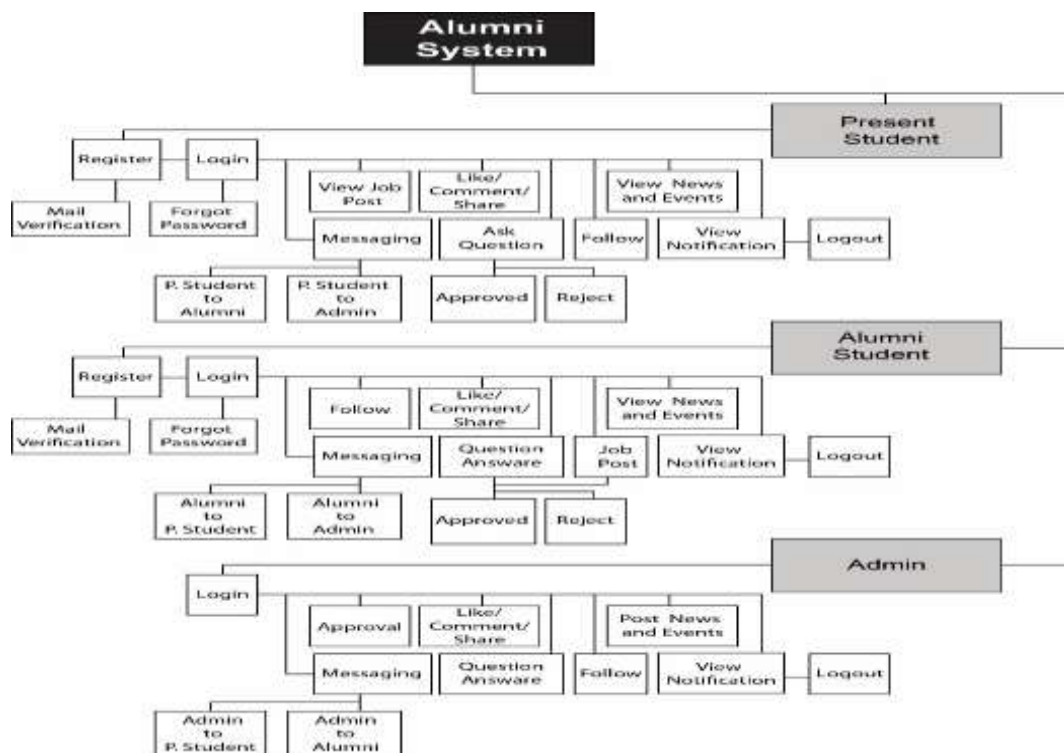 Alumni
System
Present
Student
Register
Login
View Job
Post
Like/
Comment/
Share
View News
and Events
Mail
Verification
Forgot
Password
Messaging
Ask
Question
Follow
View
Notification
Logout
P. Student
to
Alumni
P. Student
to
Admin
Approved
Reject
Alumni
Student
Register
Login
Follow
Like/
Comment/
Share
View News
and Events
Mail
Verification
Forgot
Password
Messaging
Question
Answare
Job
Post
View
Notification
Logout
Alumni
to
P. Student
Alumni
to
Admin
Approved
Reject
Admin
Login
Approval
Like/
Comment/
Share
Post News
and Events
Messaging
Question
Answare
Follow
View
Notification
Logout
Admin
to
P. Student
Admin
to
Alumni